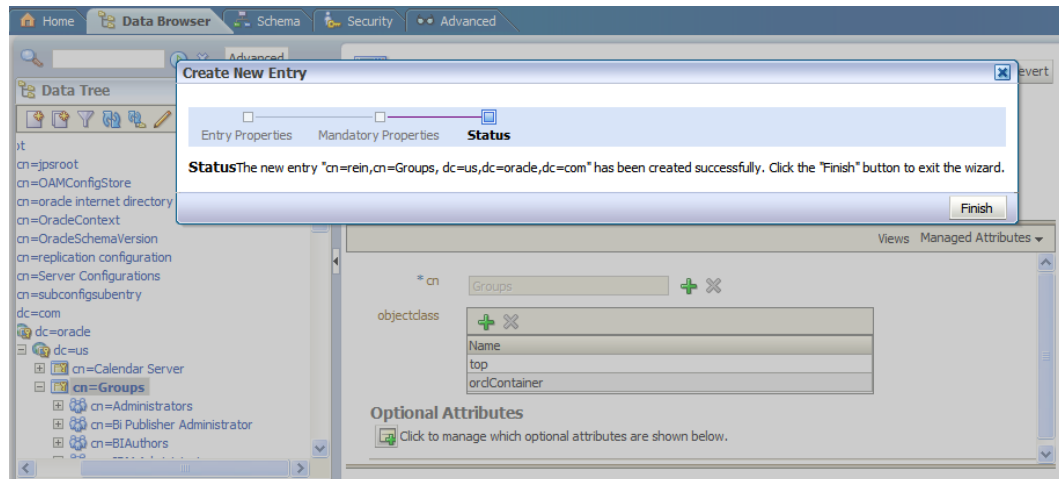 Home Data Browser Schema Security Advanced
Advanced
Create New Entry
evert
Data Tree
Entry Properties Mandatory Properties Status
StatusThe new entry "cn=rein,cn=Groups, dc=us,dc=oracle,dc=com" has been created successfully. Click the "Finish" button to exit the wizard.
Finish
ot
cn=jpsroot
cn=OAMConfigStore
cn=oracle internet directory
cn=OracleContext
cn=OracleSchemaVersion
cn=replication configuration
cn=Server Configurations
cn=subconfigsubentry
dc=com
dc=oracle
dc=us
cn=Calendar Server
cn=Groups
cn=Administrators
cn=Bi Publisher Administrator
cn=BIAuthors
Views Managed Attributes
* cn Groups
objectclass
Name
top
orclContainer
Optional Attributes
Click to manage which optional attributes are shown below.